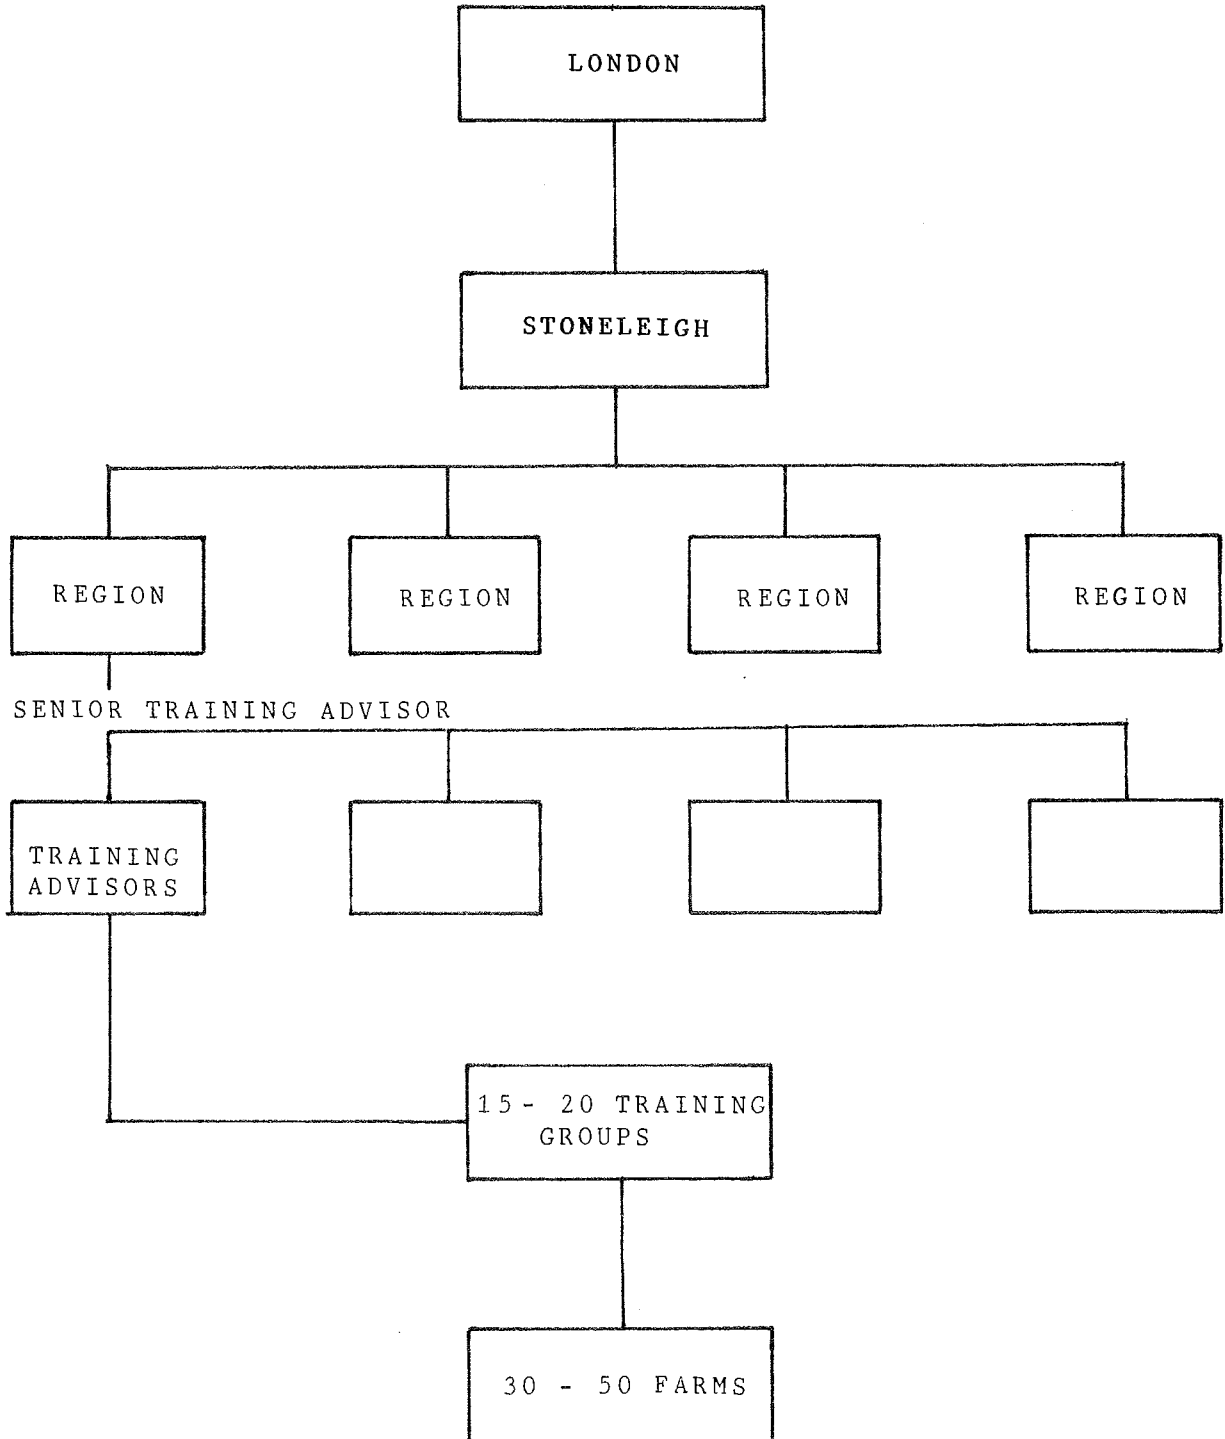 LONDON
STONELEIGH
REGION
REGION
REGION
REGION
SENIOR TRAINING ADVISOR
TRAINING
ADVISORS
15- 20 TRAINING
GROUPS
30 - 50 FARMS